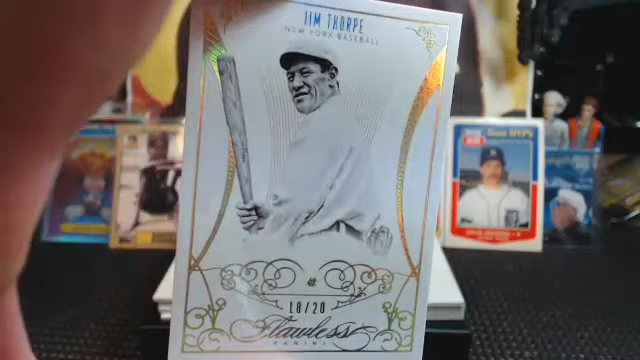 JIM THORPE
NEW YORK BASEBALL
18/20
Flawless
PANINI